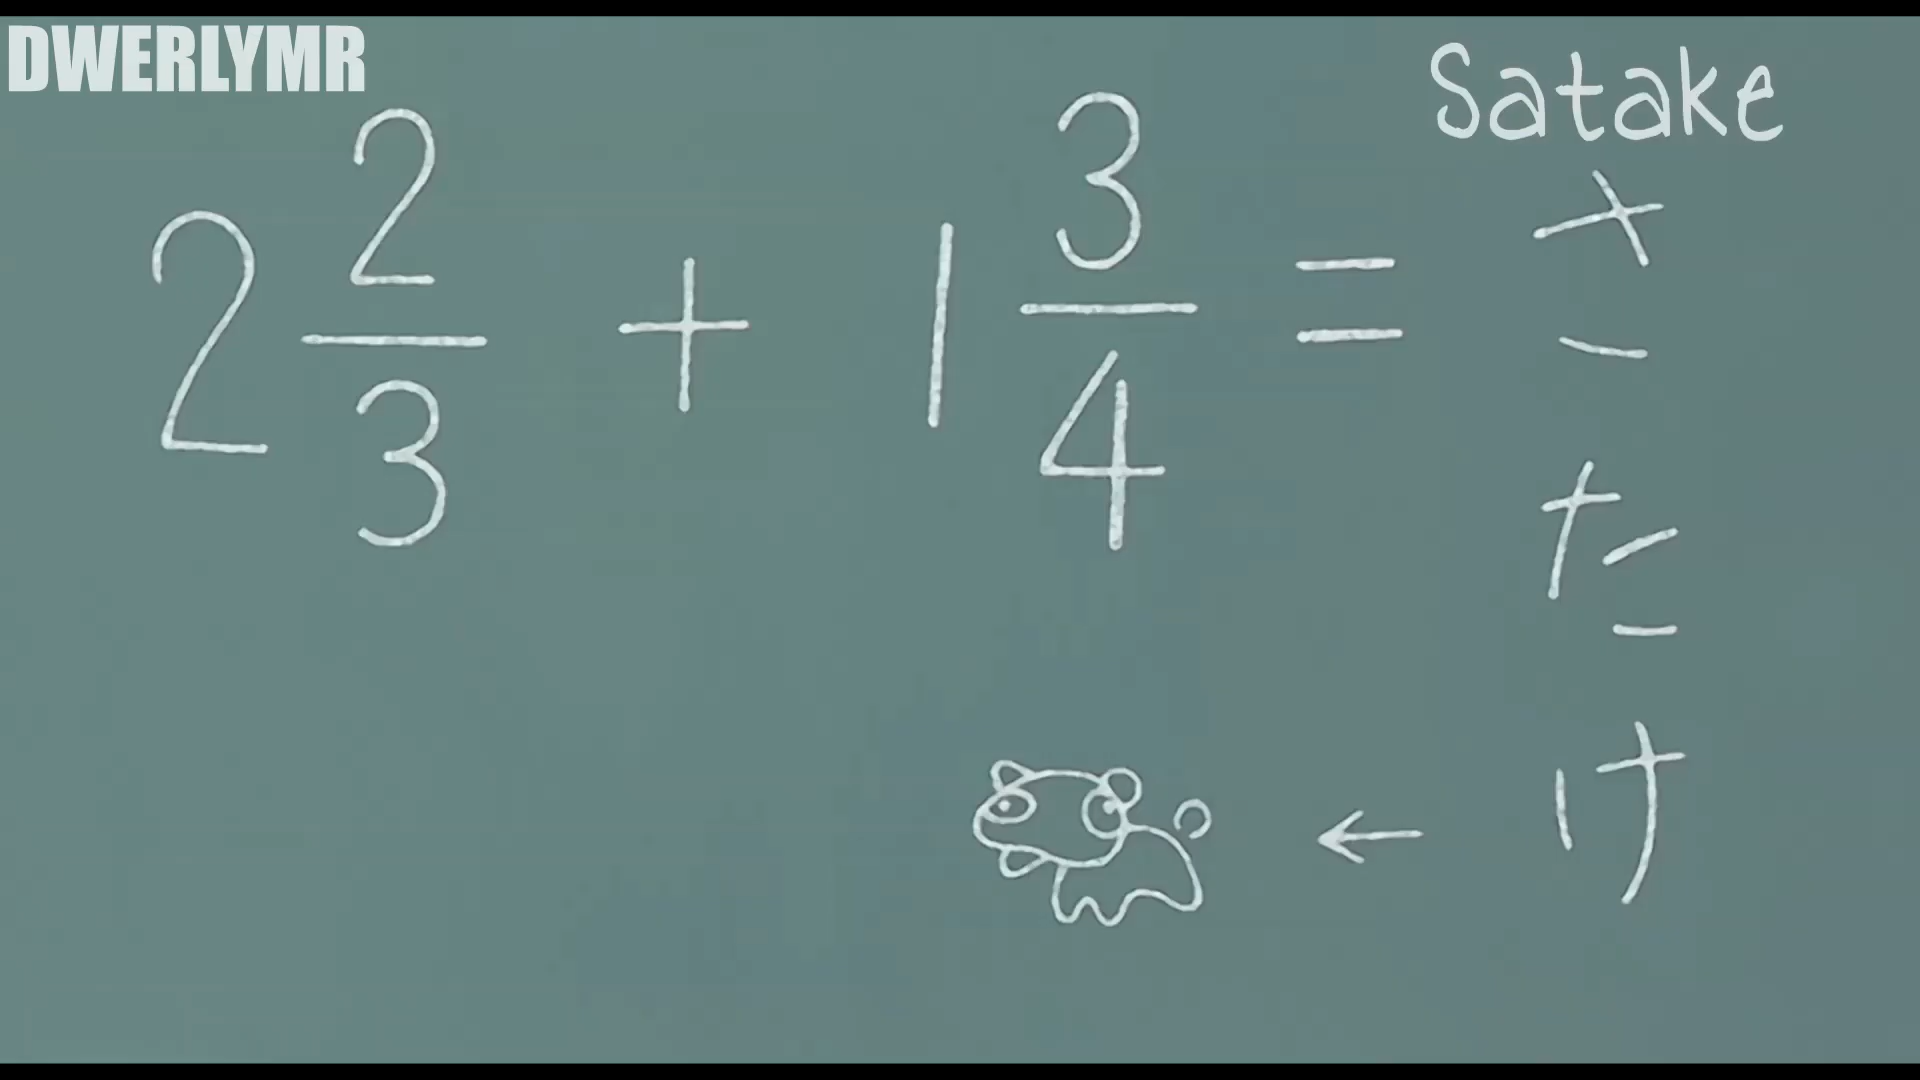 DWERLYMR
Satake
2 2/3 + 1 3/4 =
さたけ
←